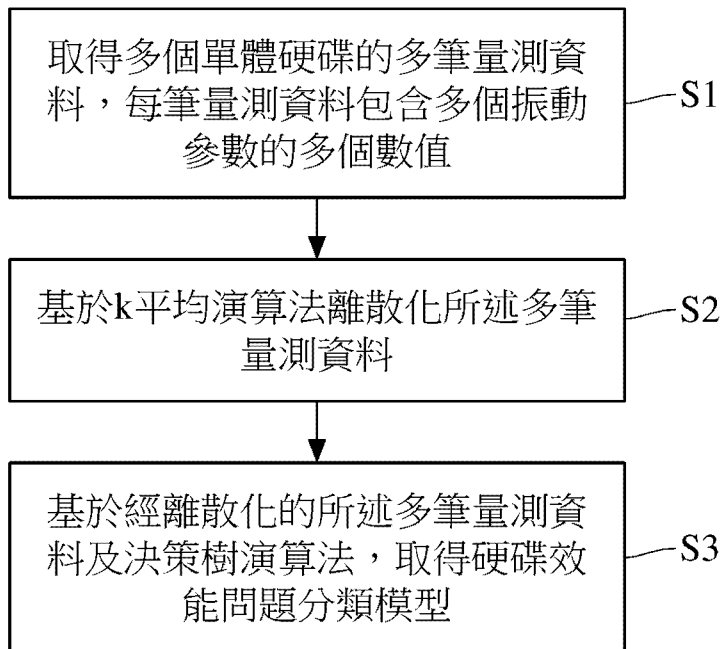 取得多個單體硬碟的多筆量測資
料，每筆量測資料包含多個振動
參數的多個數值
S1
基於k平均演算法離散化所述多筆
量測資料
S2
基於經離散化的所述多筆量測資
料及決策樹演算法，取得硬碟效
能問題分類模型
S3